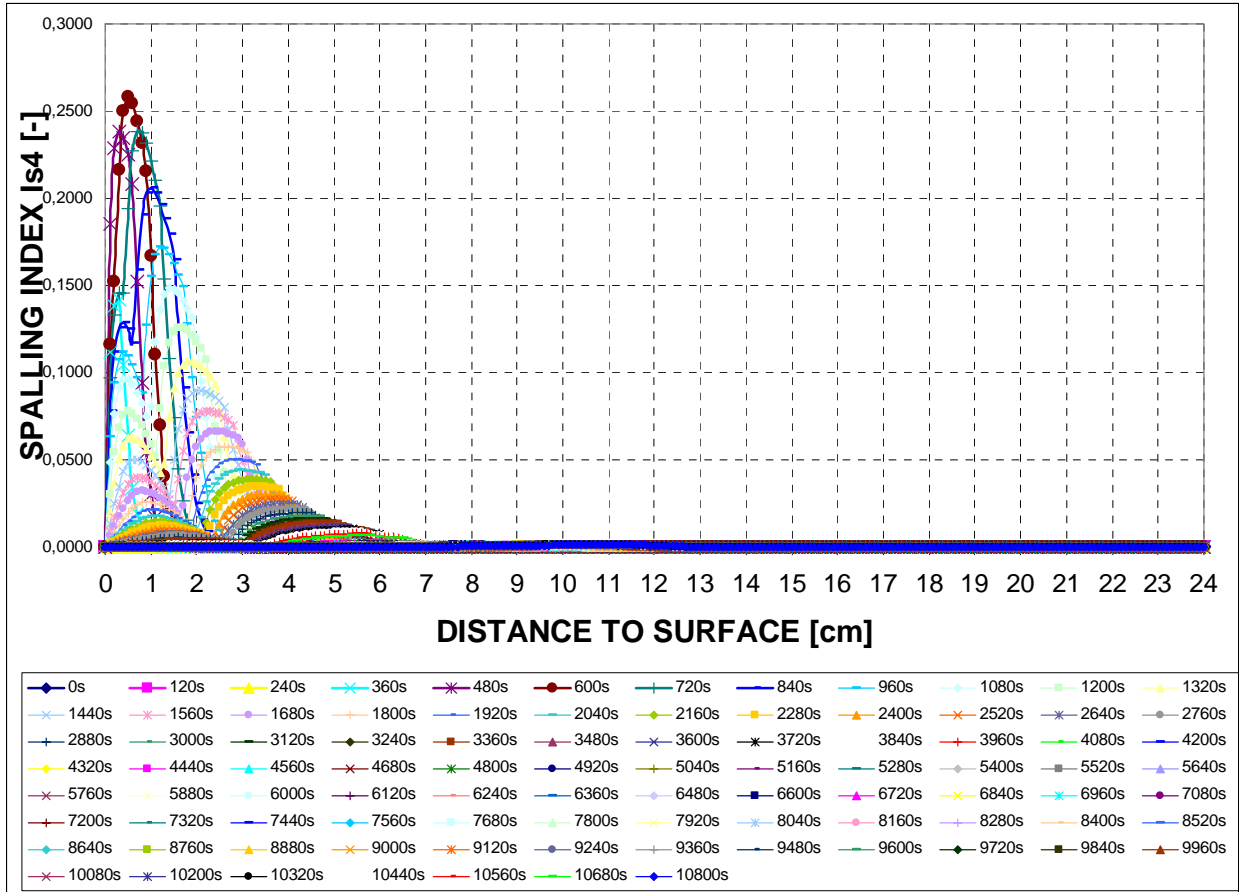 0,3000
0,2500
0,2000
0,1500
0,1000
0,0500
0,0000
SPALLING INDEX Is4 [-]
0 1 2 3 4 5 6 7 8 9 10 11 12 13 14 15 16 17 18 19 20 21 22 23 24
DISTANCE TO SURFACE [cm]
0s 120s 240s 360s 480s 600s 720s 840s 960s 1080s 1200s 1320s
1440s 1560s 1680s 1800s 1920s 2040s 2160s 2280s 2400s 2520s 2640s 2760s
2880s 3000s 3120s 3240s 3360s 3480s 3600s 3720s 3840s 3960s 4080s 4200s
4320s 4440s 4560s 4680s 4800s 4920s 5040s 5160s 5280s 5400s 5520s 5640s
5760s 5880s 6000s 6120s 6240s 6360s 6480s 6600s 6720s 6840s 6960s 7080s
7200s 7320s 7440s 7560s 7680s 7800s 7920s 8040s 8160s 8280s 8400s 8520s
8640s 8760s 8880s 9000s 9120s 9240s 9360s 9480s 9600s 9720s 9840s 9960s
10080s 10200s 10320s 10440s 10560s 10680s 10800s